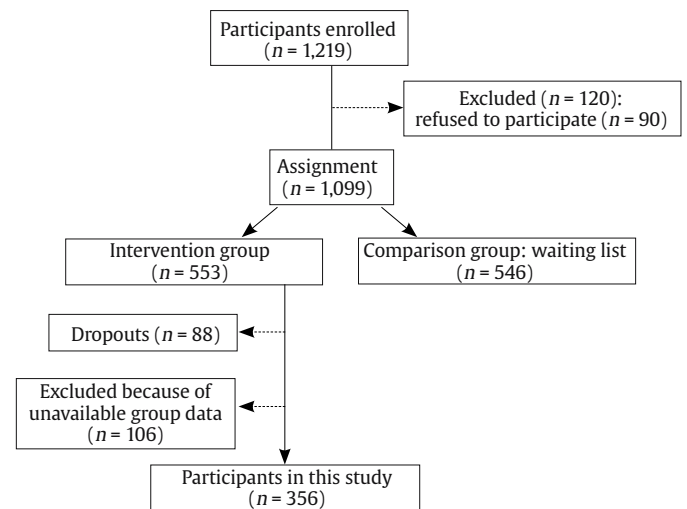 Participants enrolled
(n = 1,219)
Excluded (n = 120):
refused to participate (n = 90)
Assignment
(n = 1,099)
Intervention group
(n = 553)
Comparison group: waiting list
(n = 546)
Dropouts (n = 88)
Excluded because of
unavailable group data
(n = 106)
Participants in this study
(n = 356)